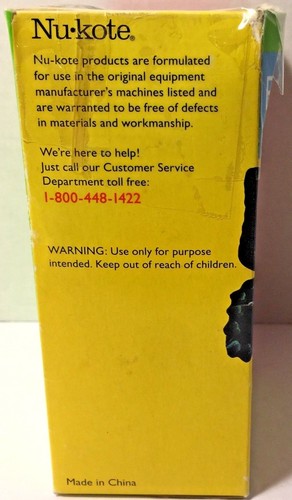 Nu·kote®
Nu-kote products are formulated
for use in the original equipment
manufacturer's machines listed and
are warranted to be free of defects
in materials and workmanship.
We're here to help!
Just call our Customer Service
Department toll free:
1-800-448-1422
WARNING: Use only for purpose
intended. Keep out of reach of children.
Made in China